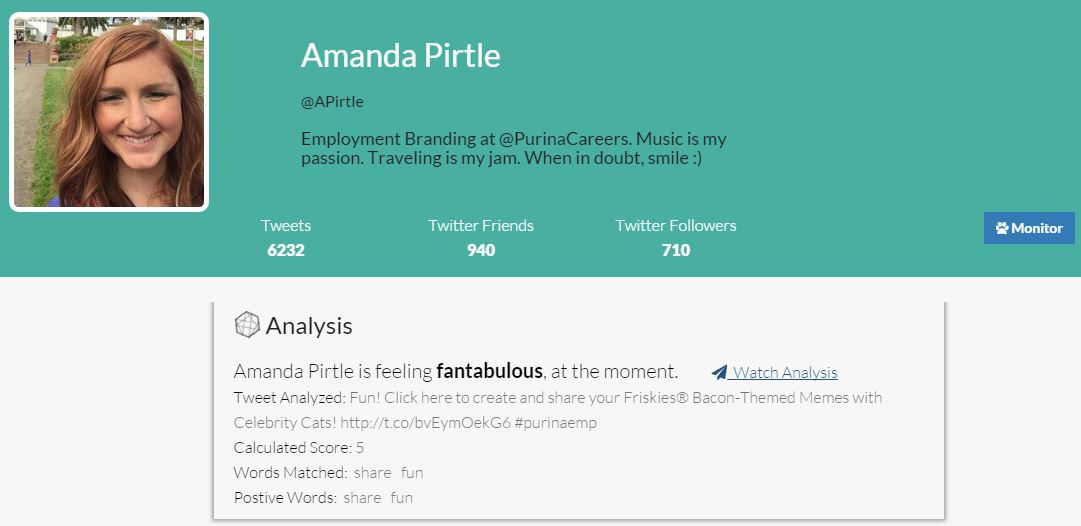 Amanda Pirtle
@APirtle
Employment Branding at @PurinaCareers. Music is my
passion. Traveling is my jam. When in doubt, smile :)
Tweets Twitter Friends Twitter Followers
6232 940 710
Monitor
Analysis
Amanda Pirtle is feeling fantabulous, at the moment. Watch Analysis
Tweet Analyzed: Fun! Click here to create and share your Friskies® Bacon-Themed Memes with
Celebrity Cats! http://t.co/bvEymOekG6 #purinaemp
Calculated Score: 5
Words Matched: share fun
Postive Words: share fun